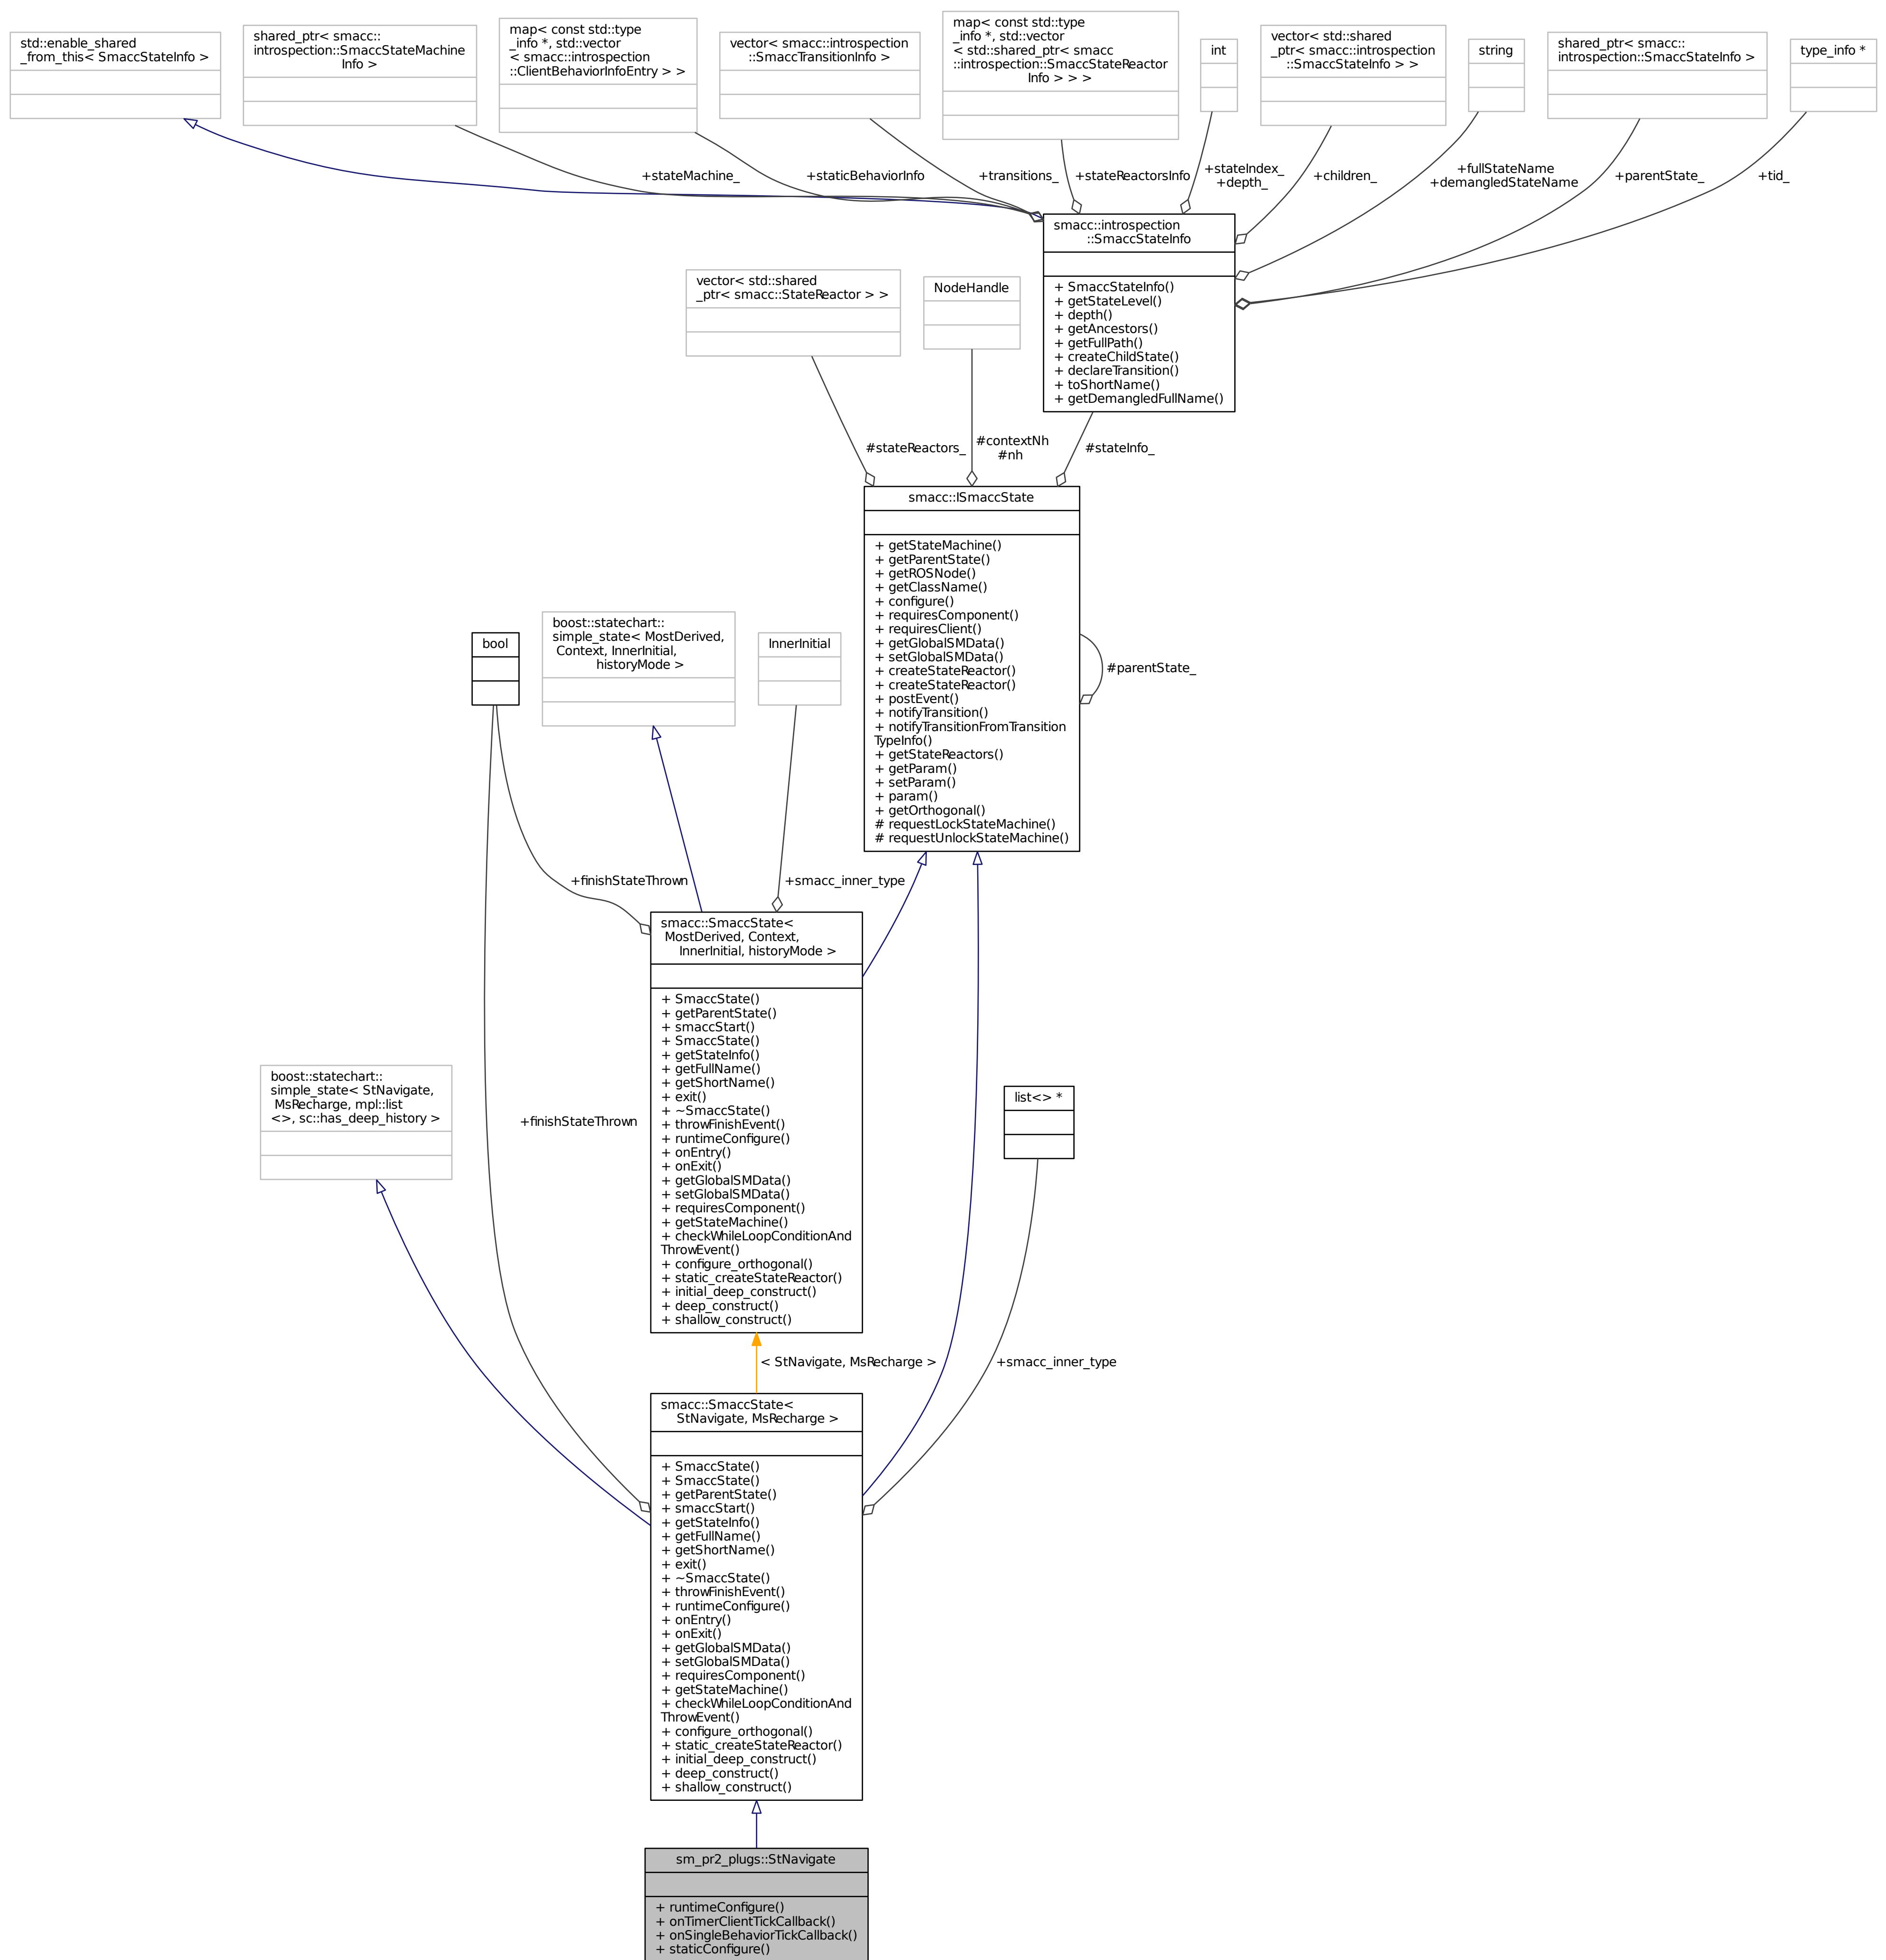 std::enable_shared
_from_this< SmaccStateInfo >
shared_ptr< smacc::
introspection::SmaccStateMachine
Info >
map< const std::type
_info *, std::vector
< smacc::introspection
::ClientBehaviorInfoEntry > >
vector< smacc::introspection
::SmaccTransitionInfo >
map< const std::type
_info *, std::vector
< std::shared_ptr< smacc
::introspection::SmaccStateReactor
Info > > >
int
vector< std::shared
_ptr< smacc::introspection
::SmaccStateInfo > >
string
shared_ptr< smacc::
introspection::SmaccStateInfo >
type_info *
+stateMachine_
+staticBehaviorInfo
+transitions_
+stateReactorsInfo
+stateIndex_
+depth_
+children_
+fullStateName
+demangledStateName
+parentState_
+tid_
smacc::introspection
::SmaccStateInfo
+ SmaccStateInfo()
+ getStateLevel()
+ depth()
+ getAncestors()
+ getFullPath()
+ createChildState()
+ declareTransition()
+ toShortName()
+ getDemangledFullName()
vector< std::shared
_ptr< smacc::StateReactor > >
NodeHandle
#stateReactors_
#contextNh
#nh
#stateInfo_
smacc::ISmaccState
+ getStateMachine()
+ getParentState()
+ getROSNode()
+ getClassName()
+ configure()
+ requiresComponent()
+ requiresClient()
+ getGlobalSMData()
+ setGlobalSMData()
+ createStateReactor()
+ createStateReactor()
+ postEvent()
+ notifyTransition()
+ notifyTransitionFromTransition
TypeInfo()
+ getStateReactors()
+ getParam()
+ setParam()
+ param()
+ getOrthogonal()
# requestLockStateMachine()
# requestUnlockStateMachine()
#parentState_
bool
boost::statechart::
simple_state< MostDerived,
Context, InnerInitial,
historyMode >
InnerInitial
+finishStateThrown
+smacc_inner_type
smacc::SmaccState<
MostDerived, Context,
InnerInitial, historyMode >
+ SmaccState()
+ getParentState()
+ smaccStart()
+ SmaccState()
+ getStateInfo()
+ getFullName()
+ getShortName()
+ exit()
+ ~SmaccState()
+ throwFinishEvent()
+ runtimeConfigure()
+ onEntry()
+ onExit()
+ getGlobalSMData()
+ setGlobalSMData()
+ requiresComponent()
+ getStateMachine()
+ checkWhileLoopConditionAnd
ThrowEvent()
+ configure_orthogonal()
+ static_createStateReactor()
+ initial_deep_construct()
+ deep_construct()
+ shallow_construct()
boost::statechart::
simple_state< StNavigate,
MsRecharge, mpl::list
<>, sc::has_deep_history >
+finishStateThrown
list<> *
< StNavigate, MsRecharge >
+smacc_inner_type
smacc::SmaccState<
StNavigate, MsRecharge >
+ SmaccState()
+ SmaccState()
+ getParentState()
+ smaccStart()
+ getStateInfo()
+ getFullName()
+ getShortName()
+ exit()
+ ~SmaccState()
+ throwFinishEvent()
+ runtimeConfigure()
+ onEntry()
+ onExit()
+ getGlobalSMData()
+ setGlobalSMData()
+ requiresComponent()
+ getStateMachine()
+ checkWhileLoopConditionAnd
ThrowEvent()
+ configure_orthogonal()
+ static_createStateReactor()
+ initial_deep_construct()
+ deep_construct()
+ shallow_construct()
sm_pr2_plugs::StNavigate
+ runtimeConfigure()
+ onTimerClientTickCallback()
+ onSingleBehaviorTickCallback()
+ staticConfigure()